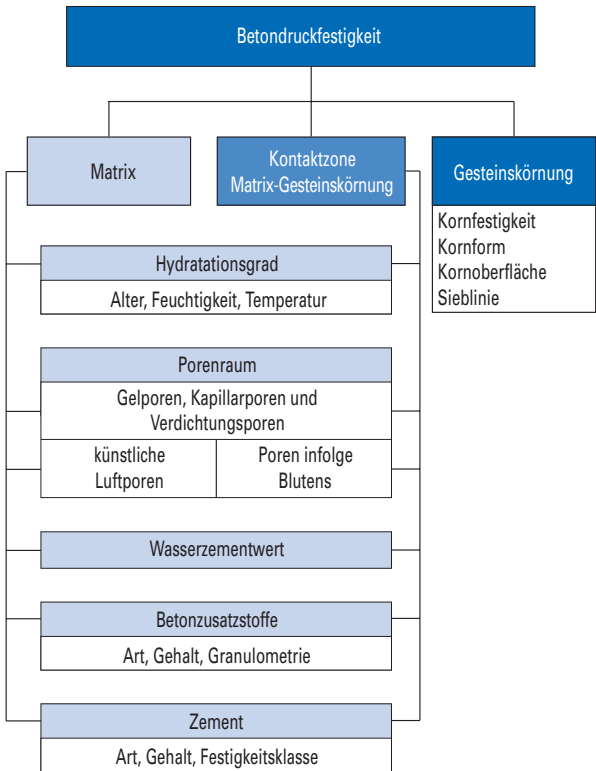 Betondruckfestigkeit
Matrix
Kontaktzone
Matrix-Gesteinskörnung
Gesteinskörnung
Kornfestigkeit
Kornform
Kornoberfläche
Sieblinie
Hydratationsgrad
Alter, Feuchtigkeit, Temperatur
Porenraum
Gelporen, Kapillarporen und
Verdichtungsporen
künstliche
Luftporen
Poren infolge
Blutens
Wasserzementwert
Betonzusatzstoffe
Art, Gehalt, Granulometrie
Zement
Art, Gehalt, Festigkeitsklasse